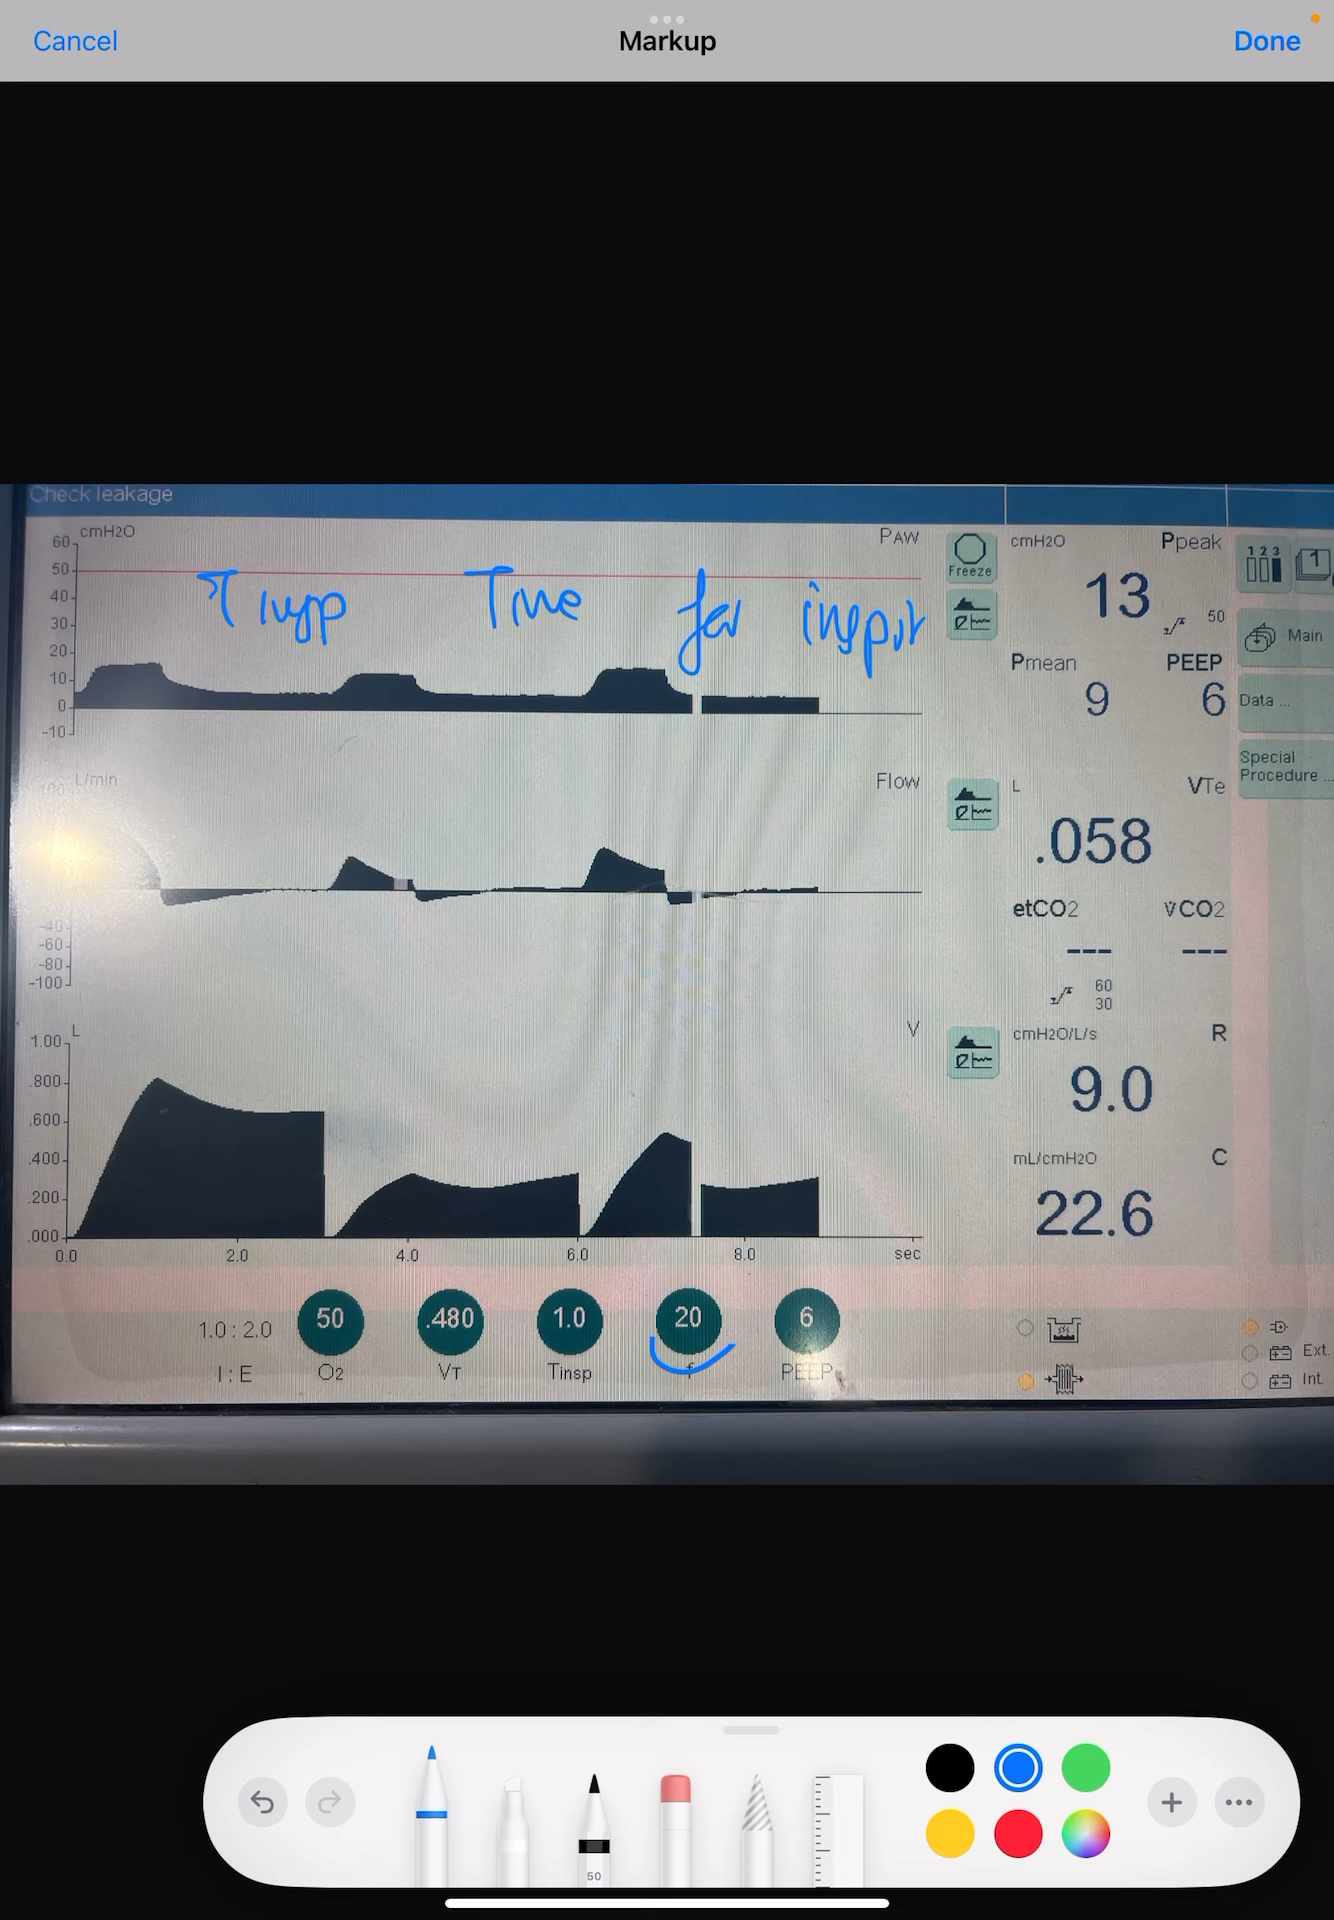 Cancel Markup Done
Check leakage
cmH2O Paw
60
50
40
30
20
10
0
-10
L/min Flow
100
-40
-60
-80
-100
L V
1.00
.800
.600
.400
.200
.000
0.0 2.0 4.0 6.0 8.0 sec
Time for
Freeze
cmH2O Ppeak
13
50
Pmean PEEP
9 6
L VTe
.058
etCO2 V̇CO2
--- ---
60
30
cmH2O/L/s R
9.0
mL/cmH2O C
22.6
1 2 3 1
Main
Data ...
Special
Procedure ...
1.0 : 2.0 50 .480 1.0 20 6
I : E O2 VT Tinsp f PEEP
Ext.
Int.
50